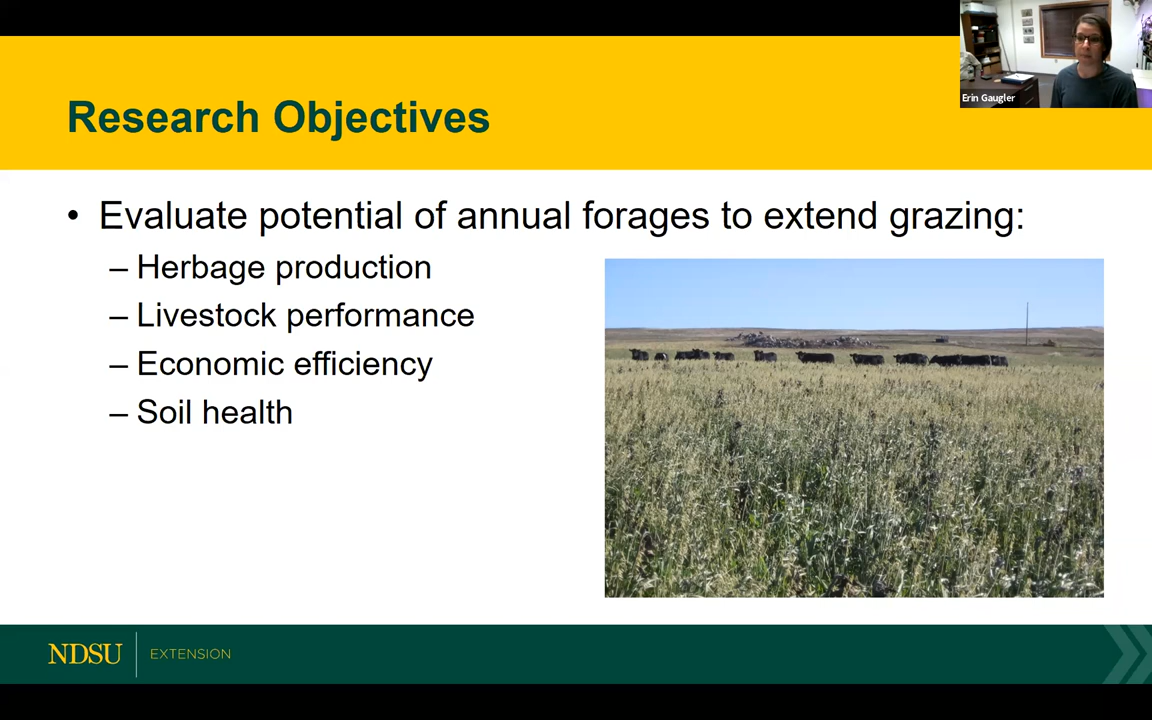 Erin Gaugler
Research Objectives
• Evaluate potential of annual forages to extend grazing:
– Herbage production
– Livestock performance
– Economic efficiency
– Soil health
NDSU EXTENSION